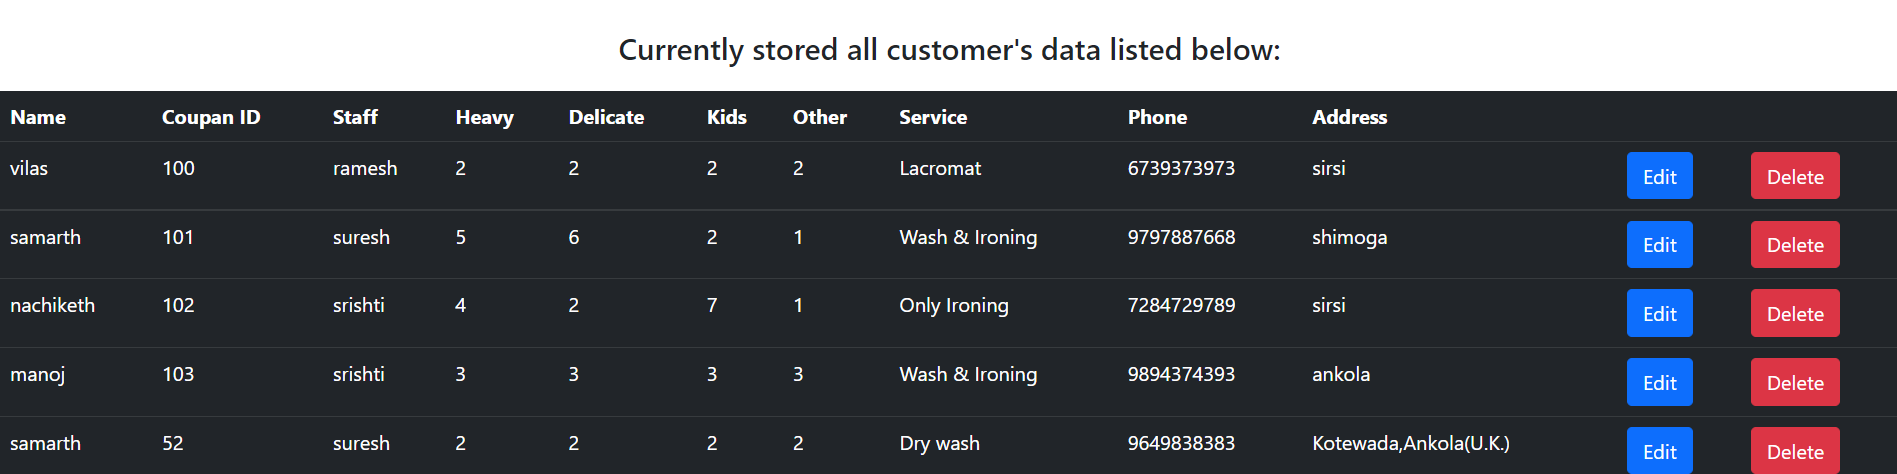 Currently stored all customer's data listed below:
Name Coupan ID Staff Heavy Delicate Kids Other Service Phone Address
vilas 100 ramesh 2 2 2 2 Lacromat 6739373973 sirsi Edit Delete
samarth 101 suresh 5 6 2 1 Wash & Ironing 9797887668 shimoga Edit Delete
nachiketh 102 srishti 4 2 7 1 Only Ironing 7284729789 sirsi Edit Delete
manoj 103 srishti 3 3 3 3 Wash & Ironing 9894374393 ankola Edit Delete
samarth 52 suresh 2 2 2 2 Dry wash 9649838383 Kotewada,Ankola(U.K.) Edit Delete